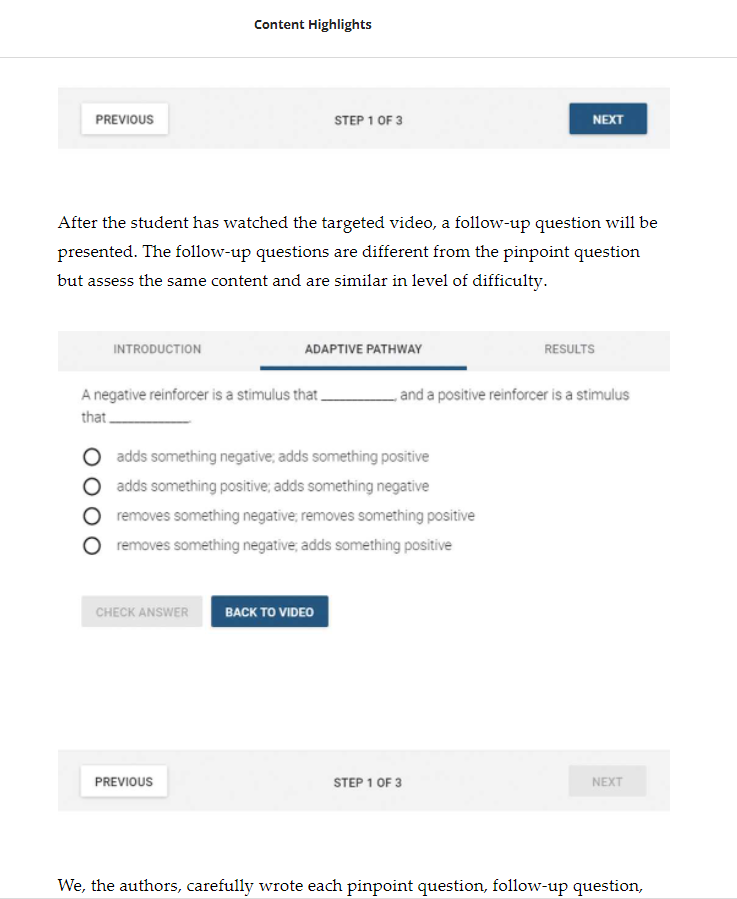 Content Highlights
PREVIOUS STEP 1 OF 3 NEXT
After the student has watched the targeted video, a follow-up question will be
presented. The follow-up questions are different from the pinpoint question
but assess the same content and are similar in level of difficulty.
INTRODUCTION ADAPTIVE PATHWAY RESULTS
A negative reinforcer is a stimulus that __________, and a positive reinforcer is a stimulus
that __________.
adds something negative; adds something positive
adds something positive; adds something negative
removes something negative; removes something positive
removes something negative; adds something positive
CHECK ANSWER BACK TO VIDEO
PREVIOUS STEP 1 OF 3 NEXT
We, the authors, carefully wrote each pinpoint question, follow-up question,